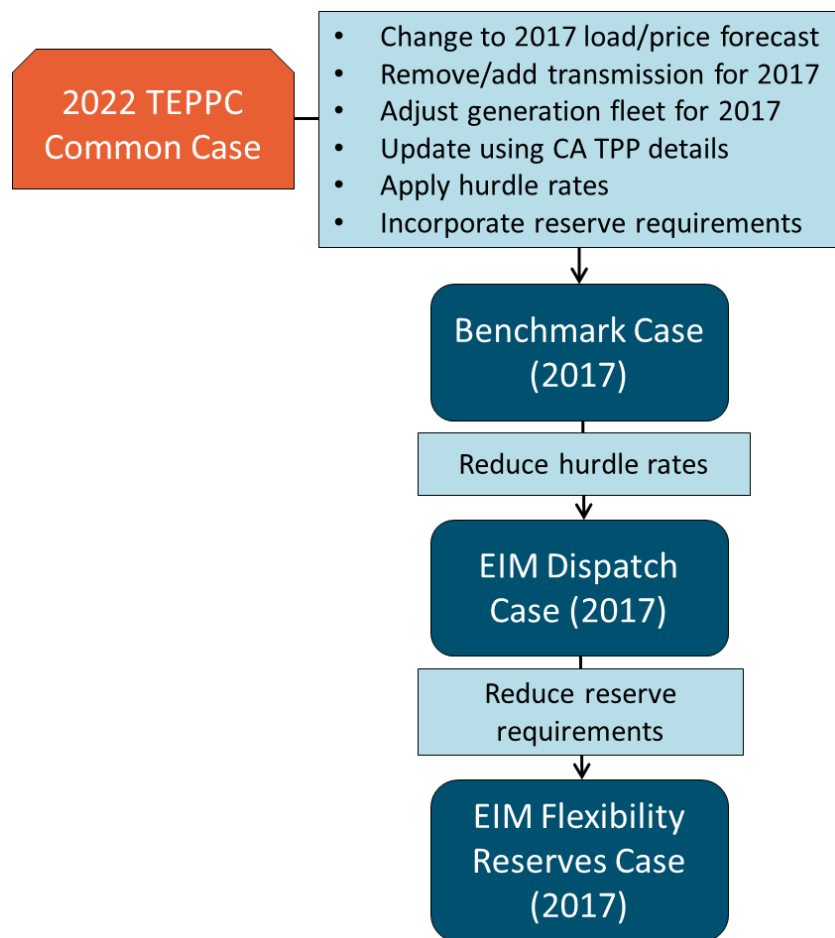 2022 TEPPC
Common Case
• Change to 2017 load/price forecast
• Remove/add transmission for 2017
• Adjust generation fleet for 2017
• Update using CA TPP details
• Apply hurdle rates
• Incorporate reserve requirements
Benchmark Case
(2017)
Reduce hurdle rates
EIM Dispatch
Case (2017)
Reduce reserve
requirements
EIM Flexibility
Reserves Case
(2017)